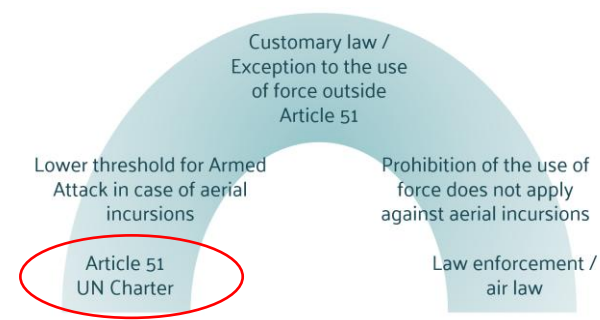 Customary law /
Exception to the use
of force outside
Article 51
Lower threshold for Armed
Attack in case of aerial
incursions
Prohibition of the use of
force does not apply
against aerial incursions
Article 51
UN Charter
Law enforcement /
air law